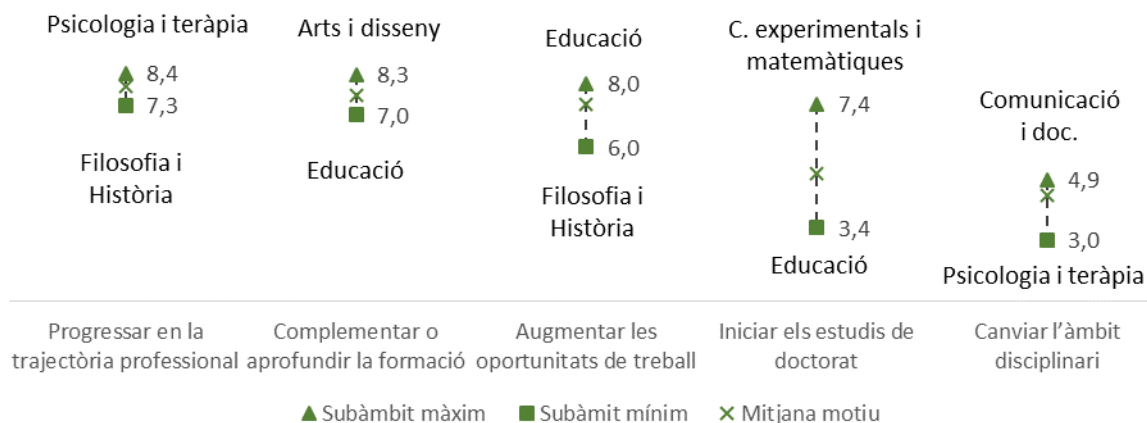 Psicologia i teràpia
8,4
7,3
Filosofia i
Història
Arts i disseny
8,3
7,0
Educació
Educació
8,0
6,0
Filosofia i
Història
C. experimentals i
matemàtiques
7,4
3,4
Educació
Comunicació
i doc.
4,9
3,0
Psicologia i teràpia
Progressar en la
trajectòria professional
Complementar o
aprofundir la formació
Augmentar les
oportunitats de treball
Iniciar els estudis de
doctorat
Canviar l'àmbit
disciplinari
Subàmbit màxim
Subàmit mínim
Mitjana motiu